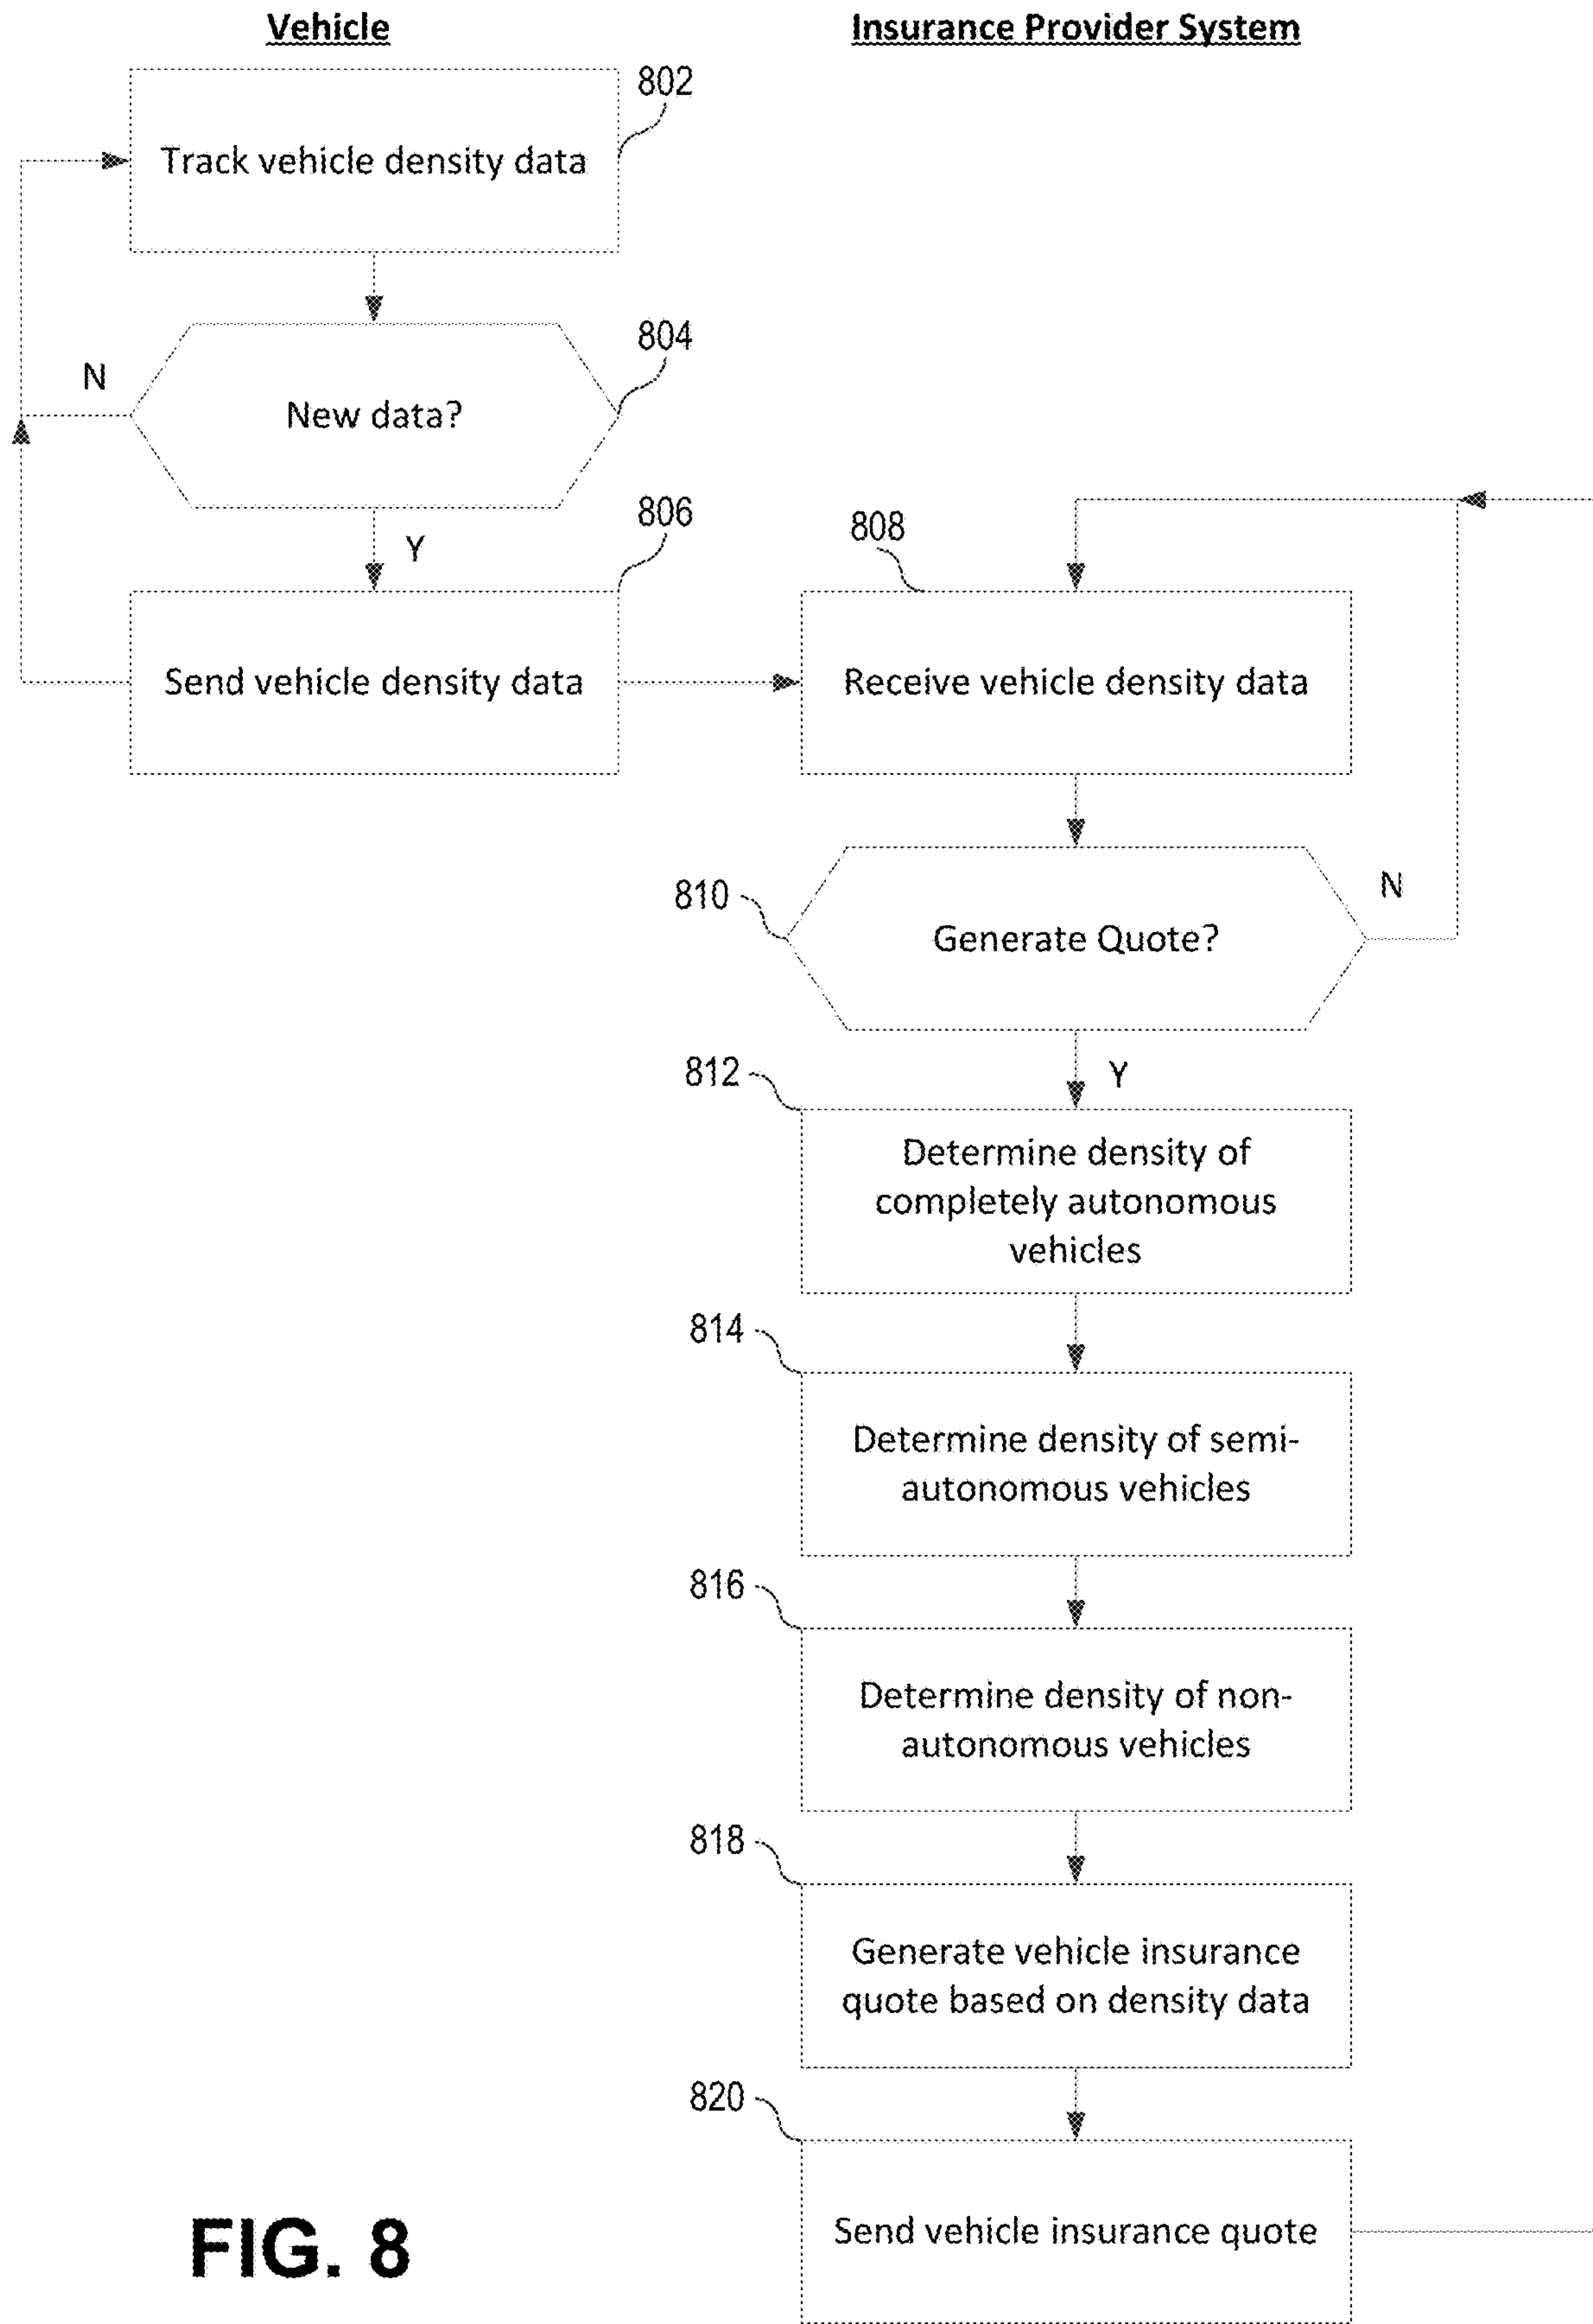 Vehicle
Insurance Provider System
802
Track vehicle density data
804
N
New data?
806
Y
808
Send vehicle density data
Receive vehicle density data
810
N
Generate Quote?
812
Y
Determine density of
completely autonomous
vehicles
814
Determine density of semi-
autonomous vehicles
816
Determine density of non-
autonomous vehicles
818
Generate vehicle insurance
quote based on density data
820
Send vehicle insurance quote
FIG. 8